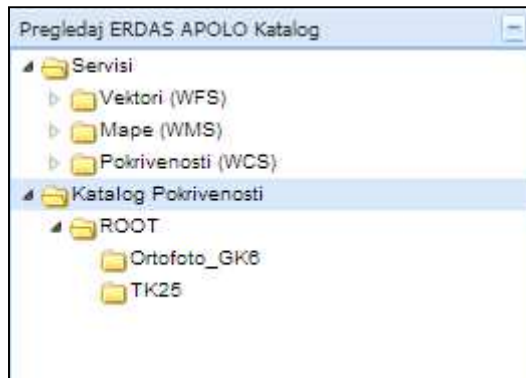 Pregledaj ERDAS APOLO Katalog
Servisi
Vektori (WFS)
Mape (WMS)
Pokrivenosti (WCS)
Katalog Pokrivenosti
ROOT
Ortofoto_GK6
TK25